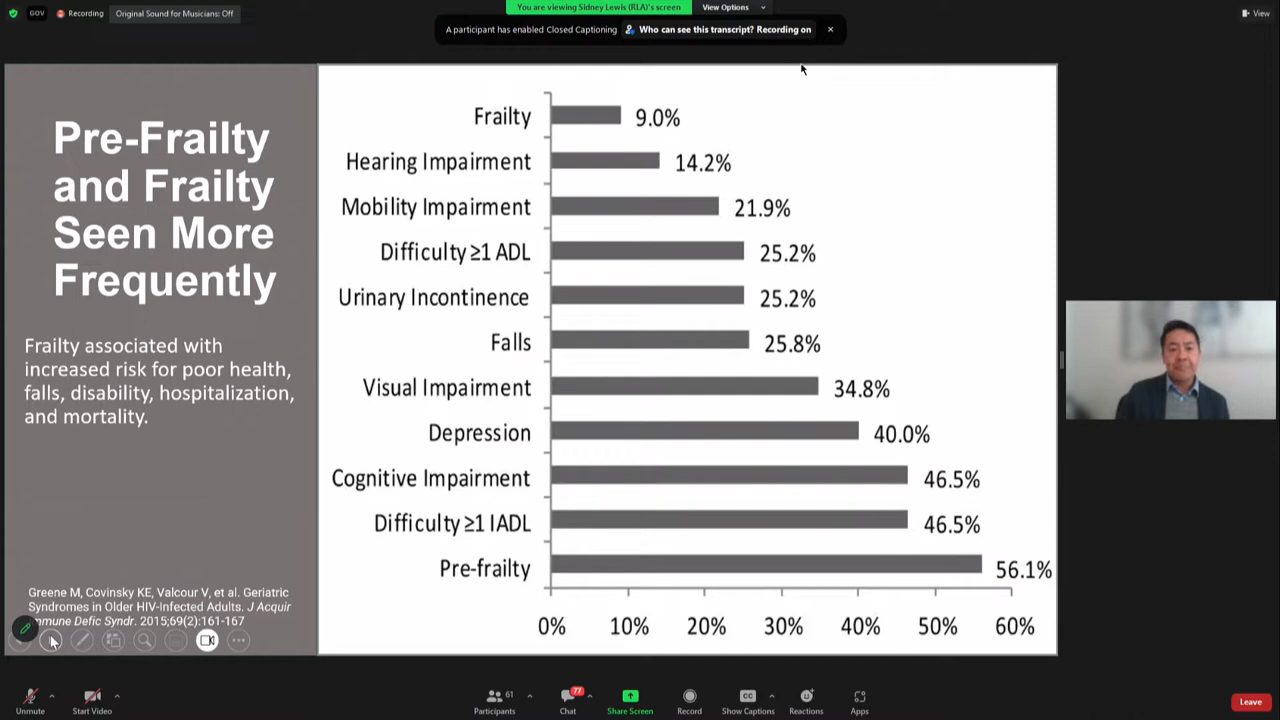 GOV
Recording
Original Sound for Musicians: Off
You are viewing Sidney Lewis (RLA)'s screen
View Options
View
A participant has enabled Closed Captioning
Who can see this transcript? Recording on
Pre-Frailty
and Frailty
Seen More
Frequently
Frailty associated with
increased risk for poor health,
falls, disability, hospitalization,
and mortality.
Greene M, Covinsky KE, Valcour V, et al. Geriatric
Syndromes in Older HIV-Infected Adults. J Acquir
mmune Defic Syndr. 2015;69(2):161-167
Frailty 9.0%
Hearing Impairment 14.2%
Mobility Impairment 21.9%
Difficulty ≥1 ADL 25.2%
Urinary Incontinence 25.2%
Falls 25.8%
Visual Impairment 34.8%
Depression 40.0%
Cognitive Impairment 46.5%
Difficulty ≥1 IADL 46.5%
Pre-frailty 56.1%
0% 10% 20% 30% 40% 50% 60%
Unmute
Start Video
61
Participants
77
Chat
Share Screen
Record
CC
Show Captions
Reactions
Apps
Leave